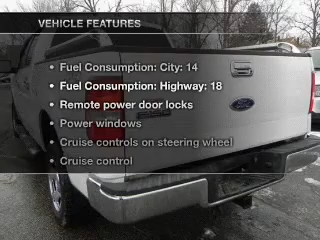 VEHICLE FEATURES
• Fuel Consumption: City: 14
• Fuel Consumption: Highway: 18
• Remote power door locks
• Power windows
• Cruise controls on steering wheel
• Cruise control
Ford